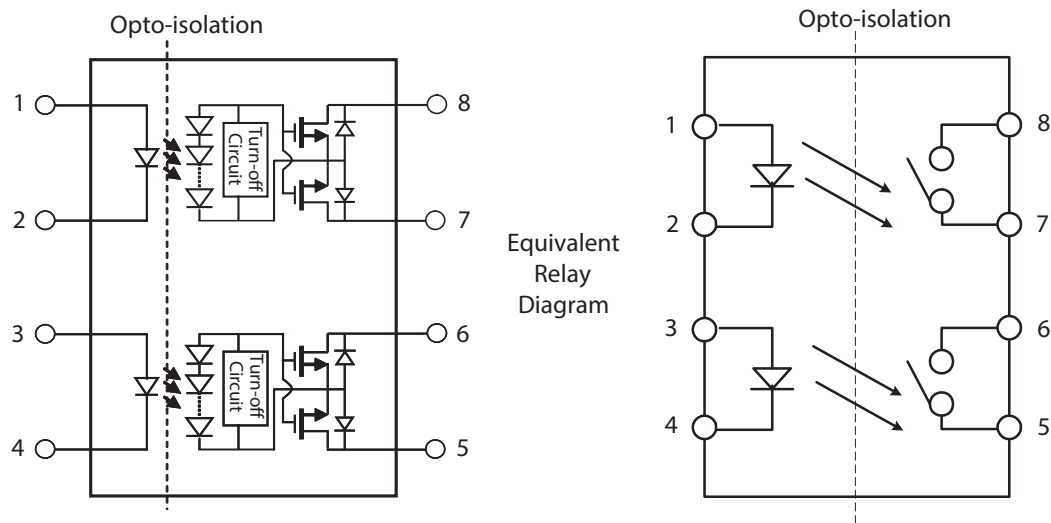 Opto-isolation
1
2
3
4
Turn-off
Circuit
Turn-off
Circuit
8
7
6
5
Equivalent
Relay
Diagram
Opto-isolation
1
2
3
4
8
7
6
5